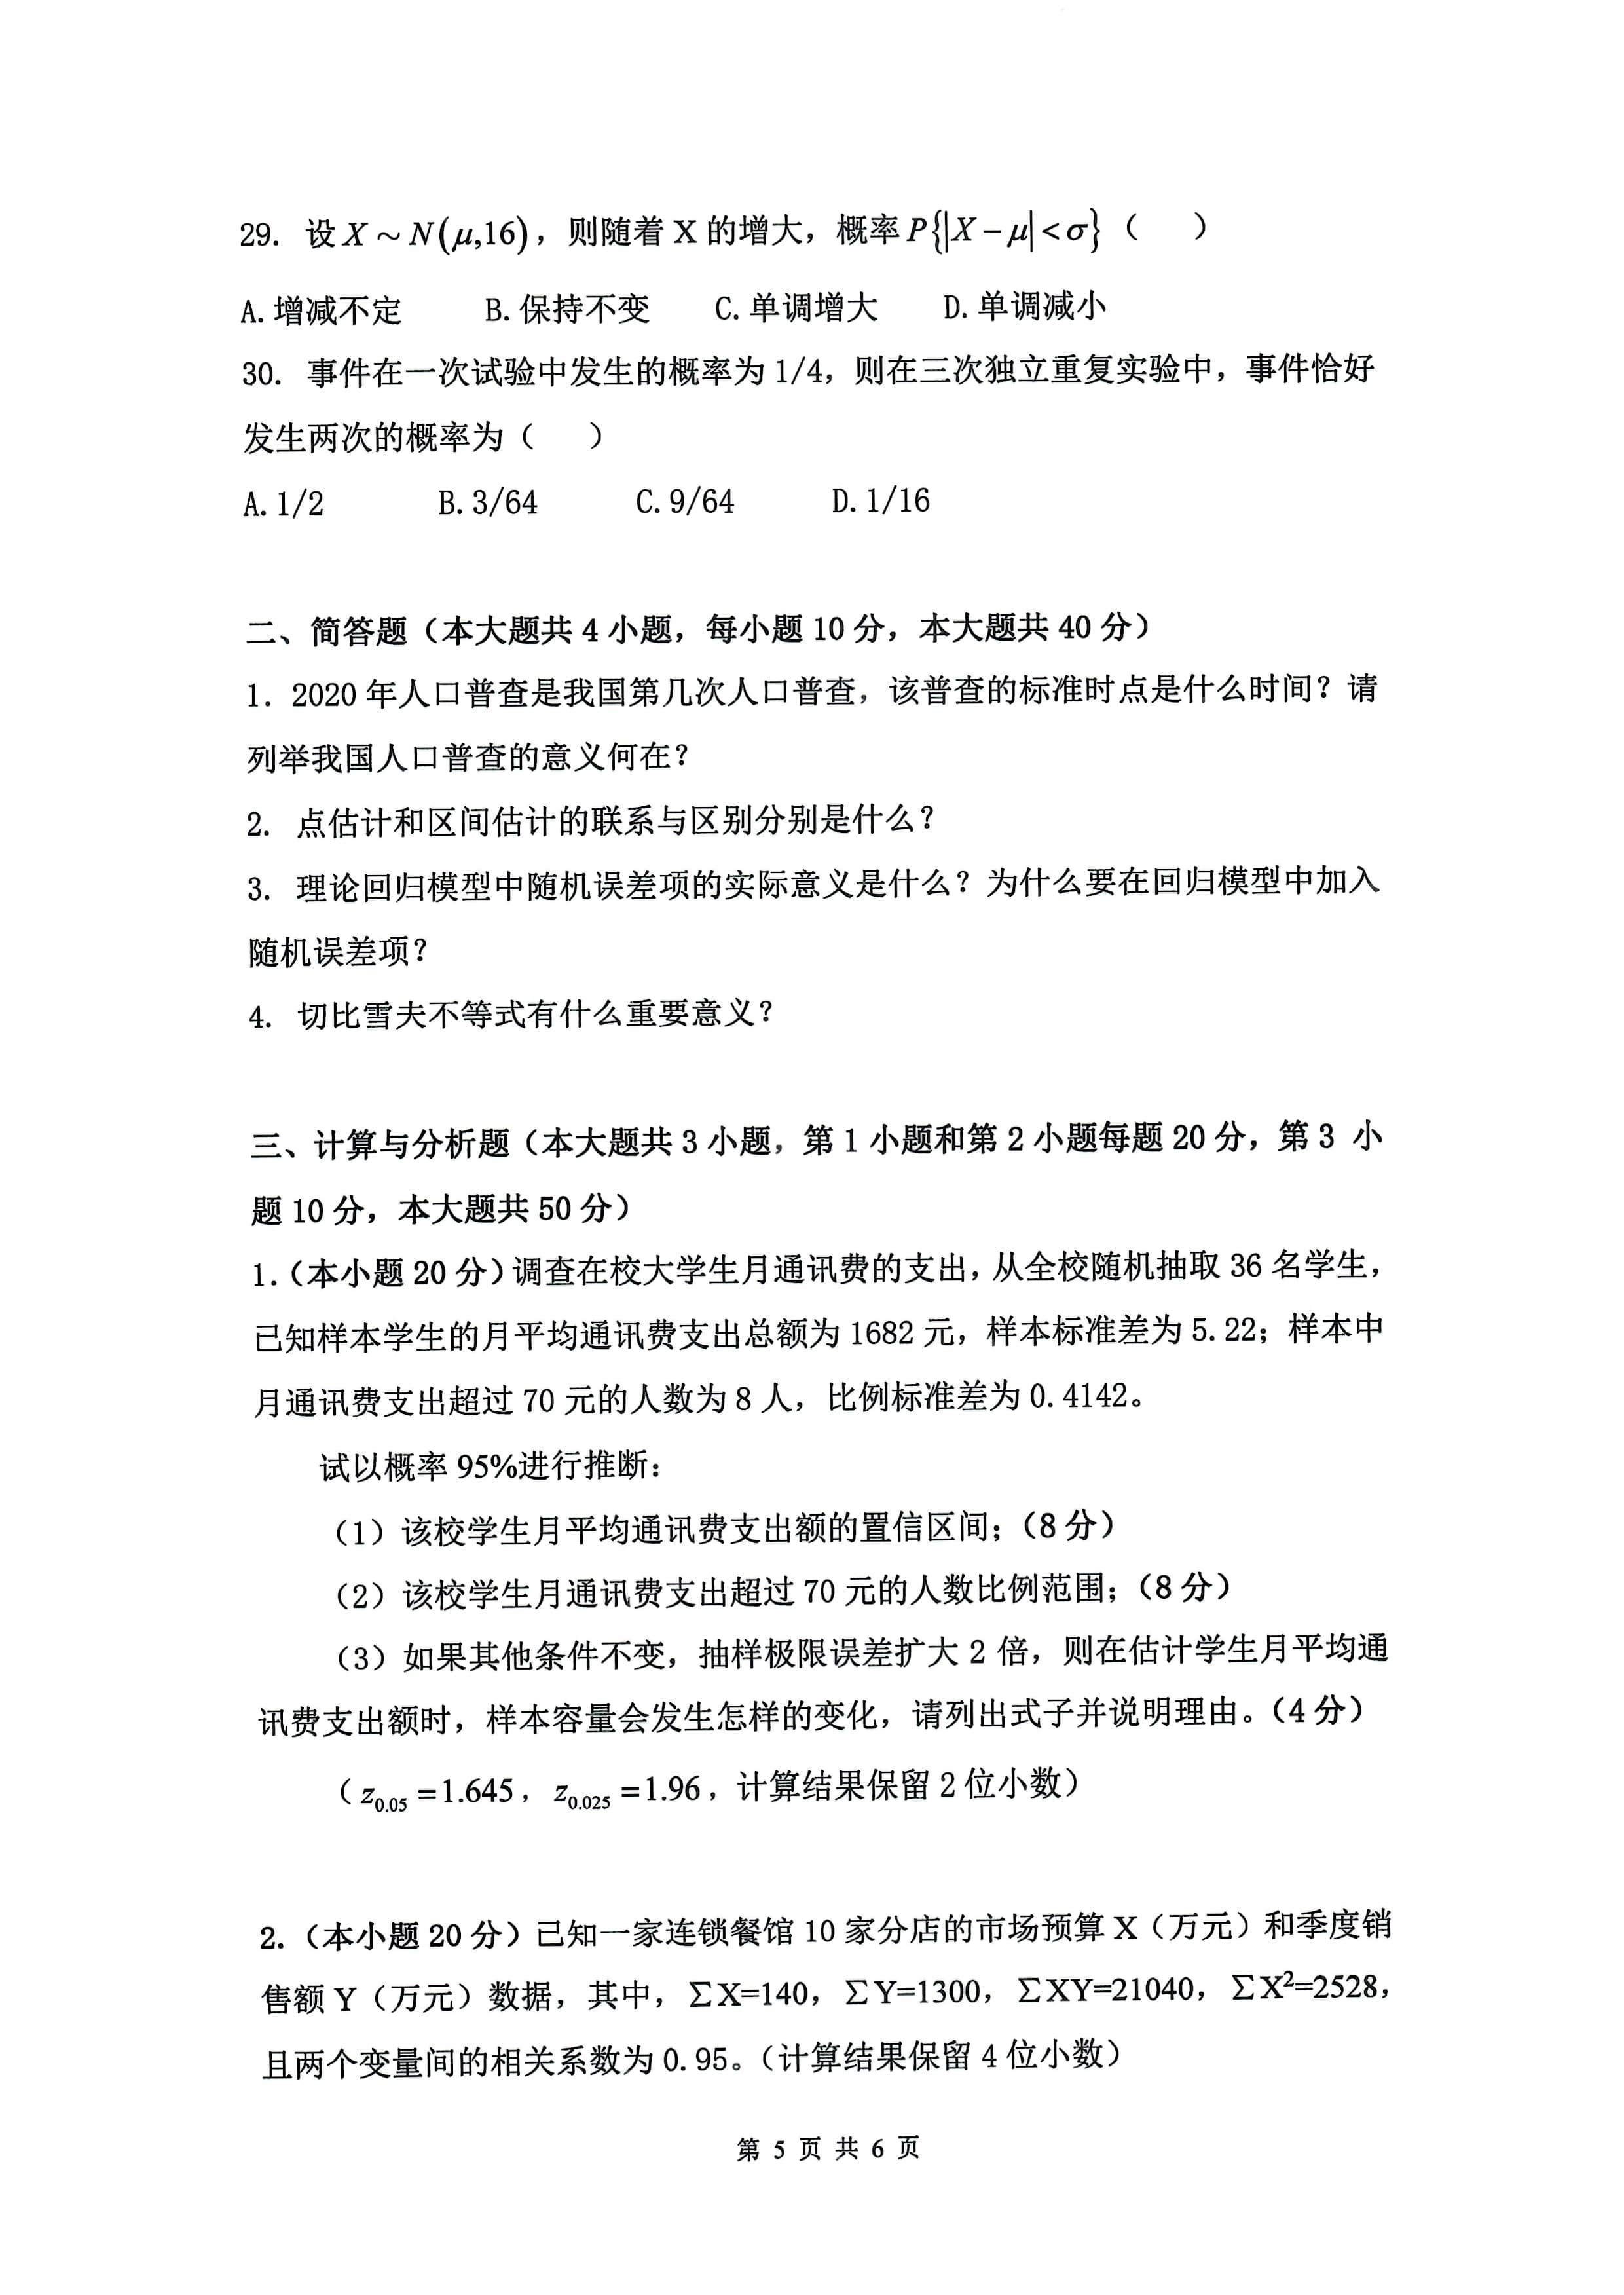 29. 设 X ~ N(μ,16)，则随着 X 的增大，概率 P{|X − μ| < σ}（ ）
A. 增减不定 B. 保持不变 C. 单调增大 D. 单调减小
30. 事件在一次试验中发生的概率为 1/4，则在三次独立重复实验中，事件恰好
发生两次的概率为（ ）
A. 1/2 B. 3/64 C. 9/64 D. 1/16
二、简答题（本大题共 4 小题，每小题 10 分，本大题共 40 分）
1. 2020 年人口普查是我国第几次人口普查，该普查的标准时点是什么时间？请
列举我国人口普查的意义何在？
2. 点估计和区间估计的联系与区别分别是什么？
3. 理论回归模型中随机误差项的实际意义是什么？为什么要在回归模型中加入
随机误差项？
4. 切比雪夫不等式有什么重要意义？
三、计算与分析题（本大题共 3 小题，第 1 小题和第 2 小题每题 20 分，第 3 小
题 10 分，本大题共 50 分）
1.（本小题 20 分）调查在校大学生月通讯费的支出，从全校随机抽取 36 名学生，
已知样本学生的月平均通讯费支出总额为 1682 元，样本标准差为 5.22；样本中
月通讯费支出超过 70 元的人数为 8 人，比例标准差为 0.4142。
试以概率 95%进行推断：
（1）该校学生月平均通讯费支出额的置信区间；（8 分）
（2）该校学生月通讯费支出超过 70 元的人数比例范围；（8 分）
（3）如果其他条件不变，抽样极限误差扩大 2 倍，则在估计学生月平均通
讯费支出额时，样本容量会发生怎样的变化，请列出式子并说明理由。（4 分）
（z0.05 =1.645，z0.025 =1.96，计算结果保留 2 位小数）
2.（本小题 20 分）已知一家连锁餐馆 10 家分店的市场预算 X（万元）和季度销
售额 Y（万元）数据，其中，∑X=140，∑Y=1300，∑XY=21040，∑X²=2528，
且两个变量间的相关系数为 0.95。（计算结果保留 4 位小数）
第 5 页 共 6 页